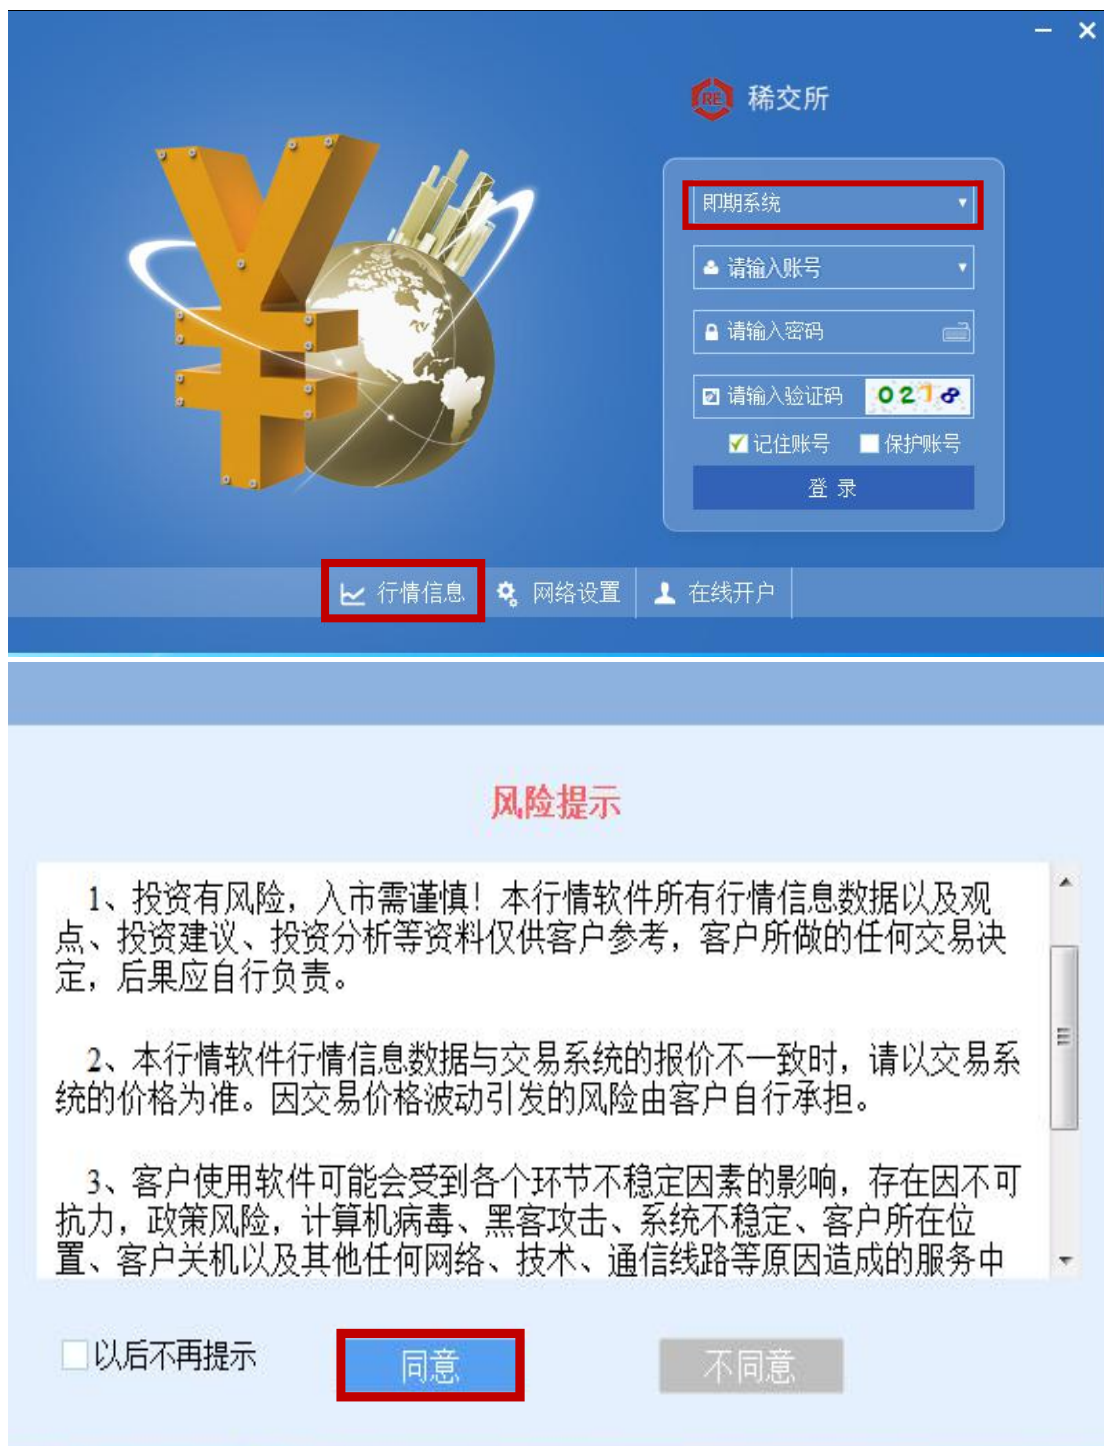 RE 稀交所
即期系统
请输入账号
请输入密码
请输入验证码 0218
记住账号 保护账号
登 录
行情信息 网络设置 在线开户
风险提示
1、投资有风险，入市需谨慎！本行情软件所有行情信息数据以及观
点、投资建议、投资分析等资料仅供客户参考，客户所做的任何交易决
定，后果应自行负责。
2、本行情软件行情信息数据与交易系统的报价不一致时，请以交易系
统的价格为准。因交易价格波动引发的风险由客户自行承担。
3、客户使用软件可能会受到各个环节不稳定因素的影响，存在因不可
抗力，政策风险，计算机病毒、黑客攻击、系统不稳定、客户所在位
置、客户关机以及其他任何网络、技术、通信线路等原因造成的服务中
以后不再提示 同意 不同意